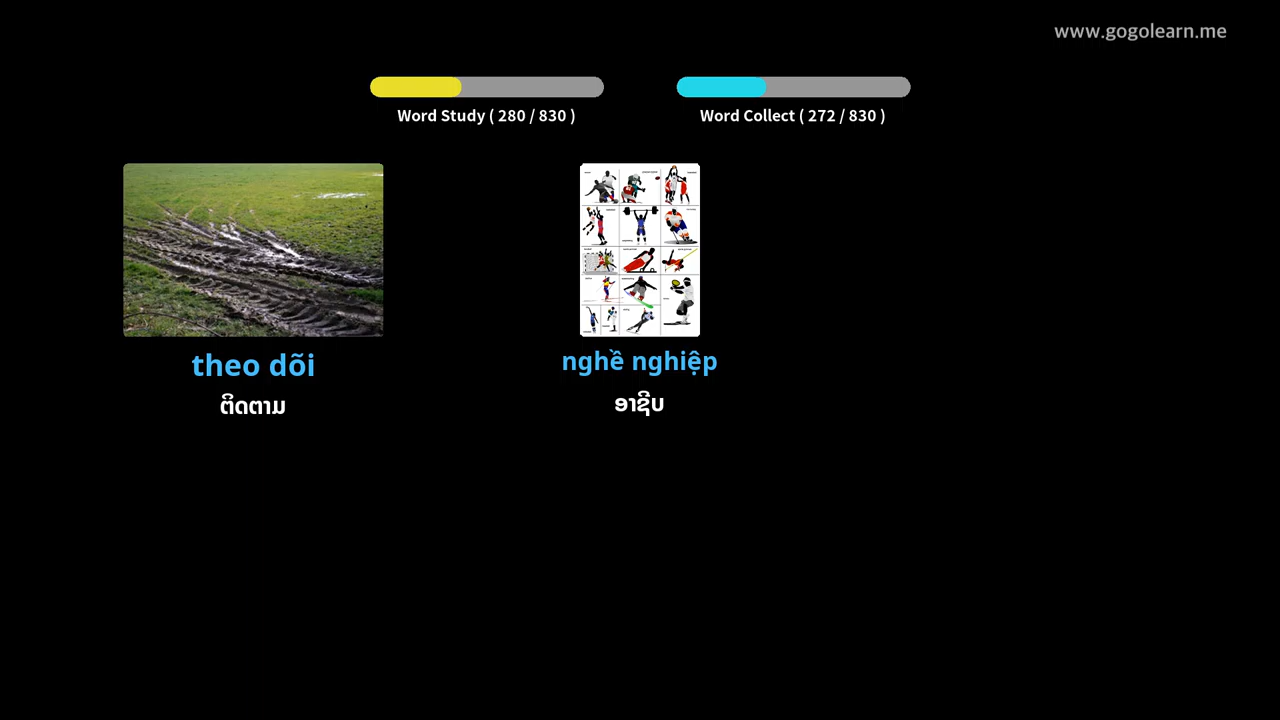 www.gogolearn.me
Word Study ( 280 / 830 )
Word Collect ( 272 / 830 )
theo dõi
ຕິດຕາມ
nghề nghiệp
ອາຊີບ